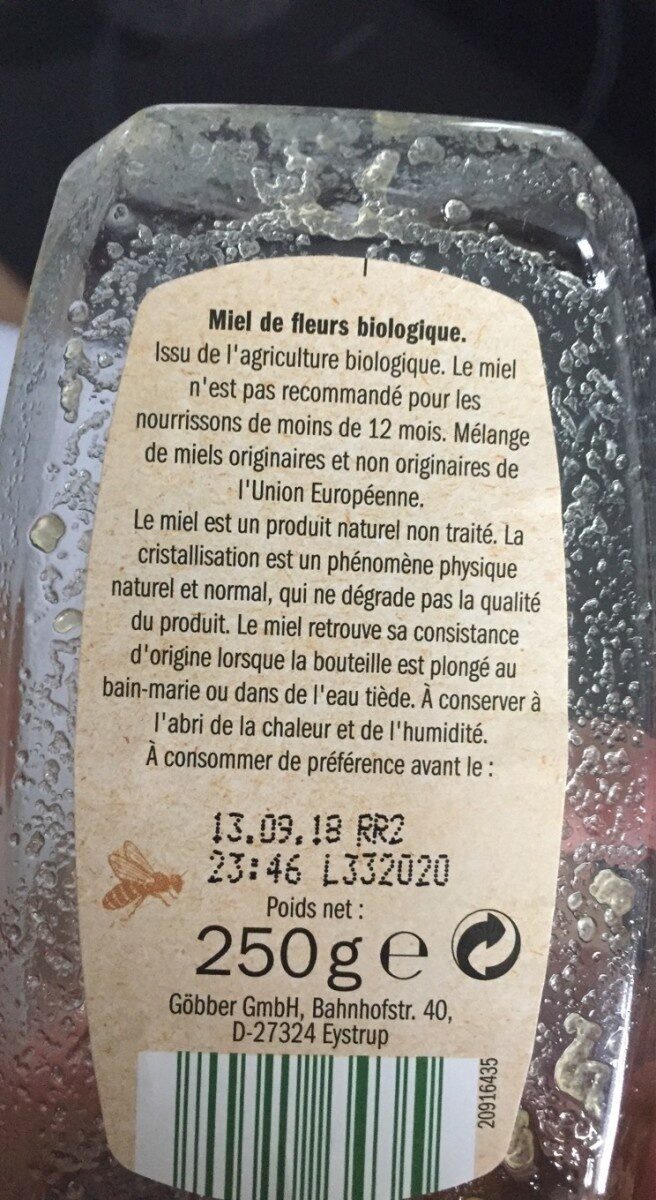 Miel de fleurs biologique.
Issu de l'agriculture biologique. Le miel
n'est pas recommandé pour les
nourrissons de moins de 12 mois. Mélange
de miels originaires et non originaires de
l'Union Européenne.
Le miel est un produit naturel non traité. La
cristallisation est un phénomène physique
naturel et normal, qui ne dégrade pas la qualité
du produit. Le miel retrouve sa consistance
d'origine lorsque la bouteille est plongé au
bain-marie ou dans de l'eau tiède. À conserver à
l'abri de la chaleur et de l'humidité.
À consommer de préférence avant le :
13.09.18 RR2
23:46 L332020
Poids net :
250g e
Göbber GmbH, Bahnhofstr. 40,
D-27324 Eystrup
20916435